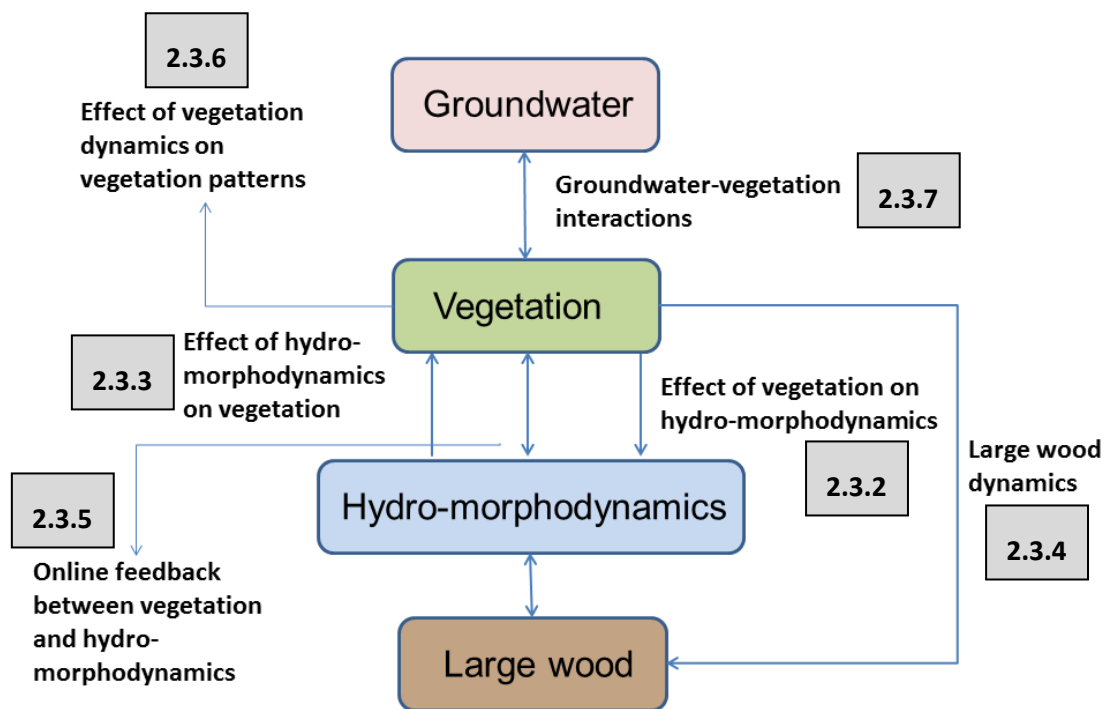 2.3.6
Effect of vegetation
dynamics on
vegetation patterns
Groundwater
Groundwater-vegetation
interactions
2.3.7
Vegetation
2.3.3
Effect of hydro-
morphodynamics
on vegetation
Effect of vegetation on
hydro-morphodynamics
2.3.2
Large wood
dynamics
2.3.4
Hydro-morphodynamics
2.3.5
Online feedback
between vegetation
and hydro-
morphodynamics
Large wood